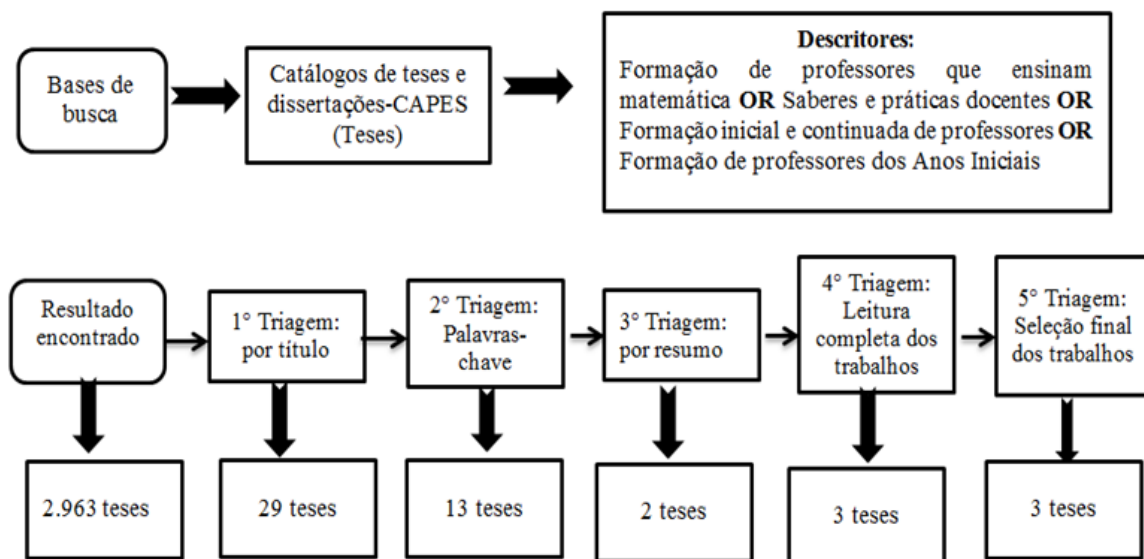 Bases de
busca
Catálogos de teses e
dissertações-CAPES
(Teses)
Descritores:
Formação de professores que ensinam
matemática OR Saberes e práticas docentes OR
Formação inicial e continuada de professores OR
Formação de professores dos Anos Iniciais
Resultado
encontrado
1° Triagem:
por título
2° Triagem:
Palavras-
chave
3° Triagem:
por resumo
4° Triagem:
Leitura
completa dos
trabalhos
5° Triagem:
Seleção final
dos trabalhos
2.963 teses
29 teses
13 teses
2 teses
3 teses
3 teses